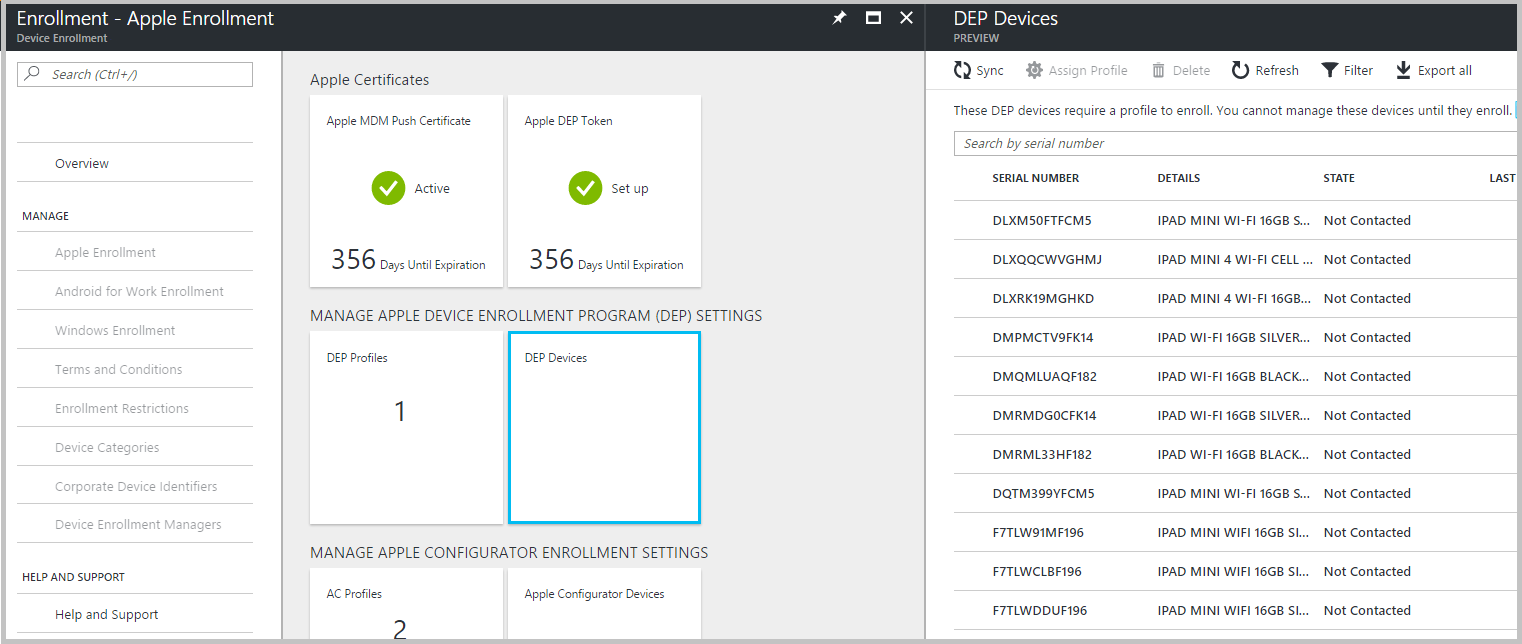 Enrollment - Apple Enrollment
Device Enrollment
Search (Ctrl+/)
Overview
MANAGE
Apple Enrollment
Android for Work Enrollment
Windows Enrollment
Terms and Conditions
Enrollment Restrictions
Device Categories
Corporate Device Identifiers
Device Enrollment Managers
HELP AND SUPPORT
Help and Support
Apple Certificates
Apple MDM Push Certificate
Active
356 Days Until Expiration
Apple DEP Token
Set up
356 Days Until Expiration
MANAGE APPLE DEVICE ENROLLMENT PROGRAM (DEP) SETTINGS
DEP Profiles
1
DEP Devices
MANAGE APPLE CONFIGURATOR ENROLLMENT SETTINGS
AC Profiles
2
Apple Configurator Devices
DEP Devices
PREVIEW
Sync Assign Profile Delete Refresh Filter Export all
These DEP devices require a profile to enroll. You cannot manage these devices until they enroll.
Search by serial number
SERIAL NUMBER DETAILS STATE LAST
DLXM50FTFCM5 IPAD MINI WI-FI 16GB S... Not Contacted
DLXQQCWVGHMJ IPAD MINI 4 WI-FI CELL ... Not Contacted
DLXRK19MGHKD IPAD MINI 4 WI-FI 16GB... Not Contacted
DMPMCTV9FK14 IPAD WI-FI 16GB SILVER... Not Contacted
DMQMLUAQF182 IPAD WI-FI 16GB BLACK... Not Contacted
DMRMDG0CFK14 IPAD WI-FI 16GB SILVER... Not Contacted
DMRML33HF182 IPAD WI-FI 16GB BLACK... Not Contacted
DQTM399YFCM5 IPAD MINI WI-FI 16GB S... Not Contacted
F7TLW91MF196 IPAD MINI WIFI 16GB SI... Not Contacted
F7TLWCLBF196 IPAD MINI WIFI 16GB SI... Not Contacted
F7TLWDDUF196 IPAD MINI WIFI 16GB SI... Not Contacted